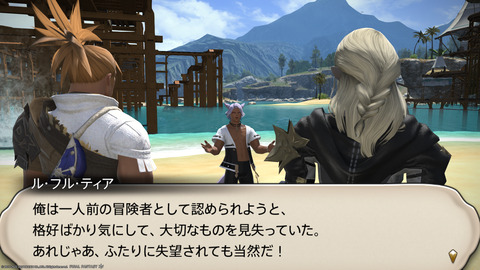 ル・フル・ティア
俺は一人前の冒険者として認められようと、
格好ばかり気にして、大切なものを見失っていた。
あれじゃあ、ふたりに失望されても当然だ！